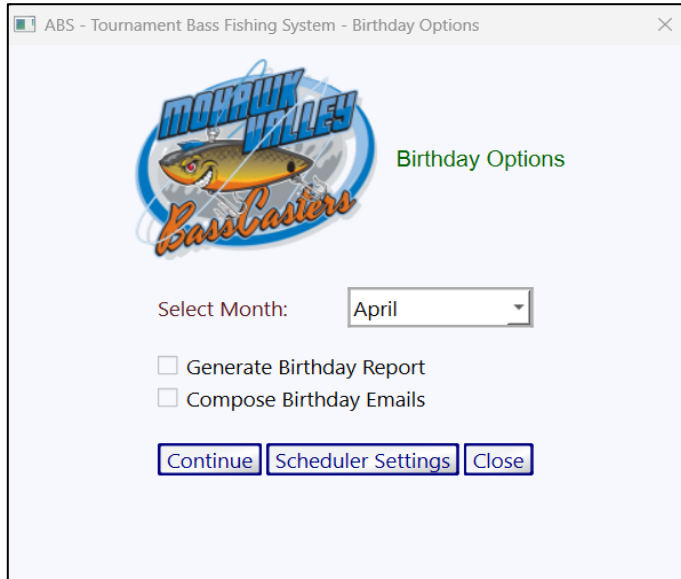 ABS - Tournament Bass Fishing System - Birthday Options
MOHAWK
VALLEY
BassCasters
Birthday Options
Select Month: April
Generate Birthday Report
Compose Birthday Emails
Continue Scheduler Settings Close